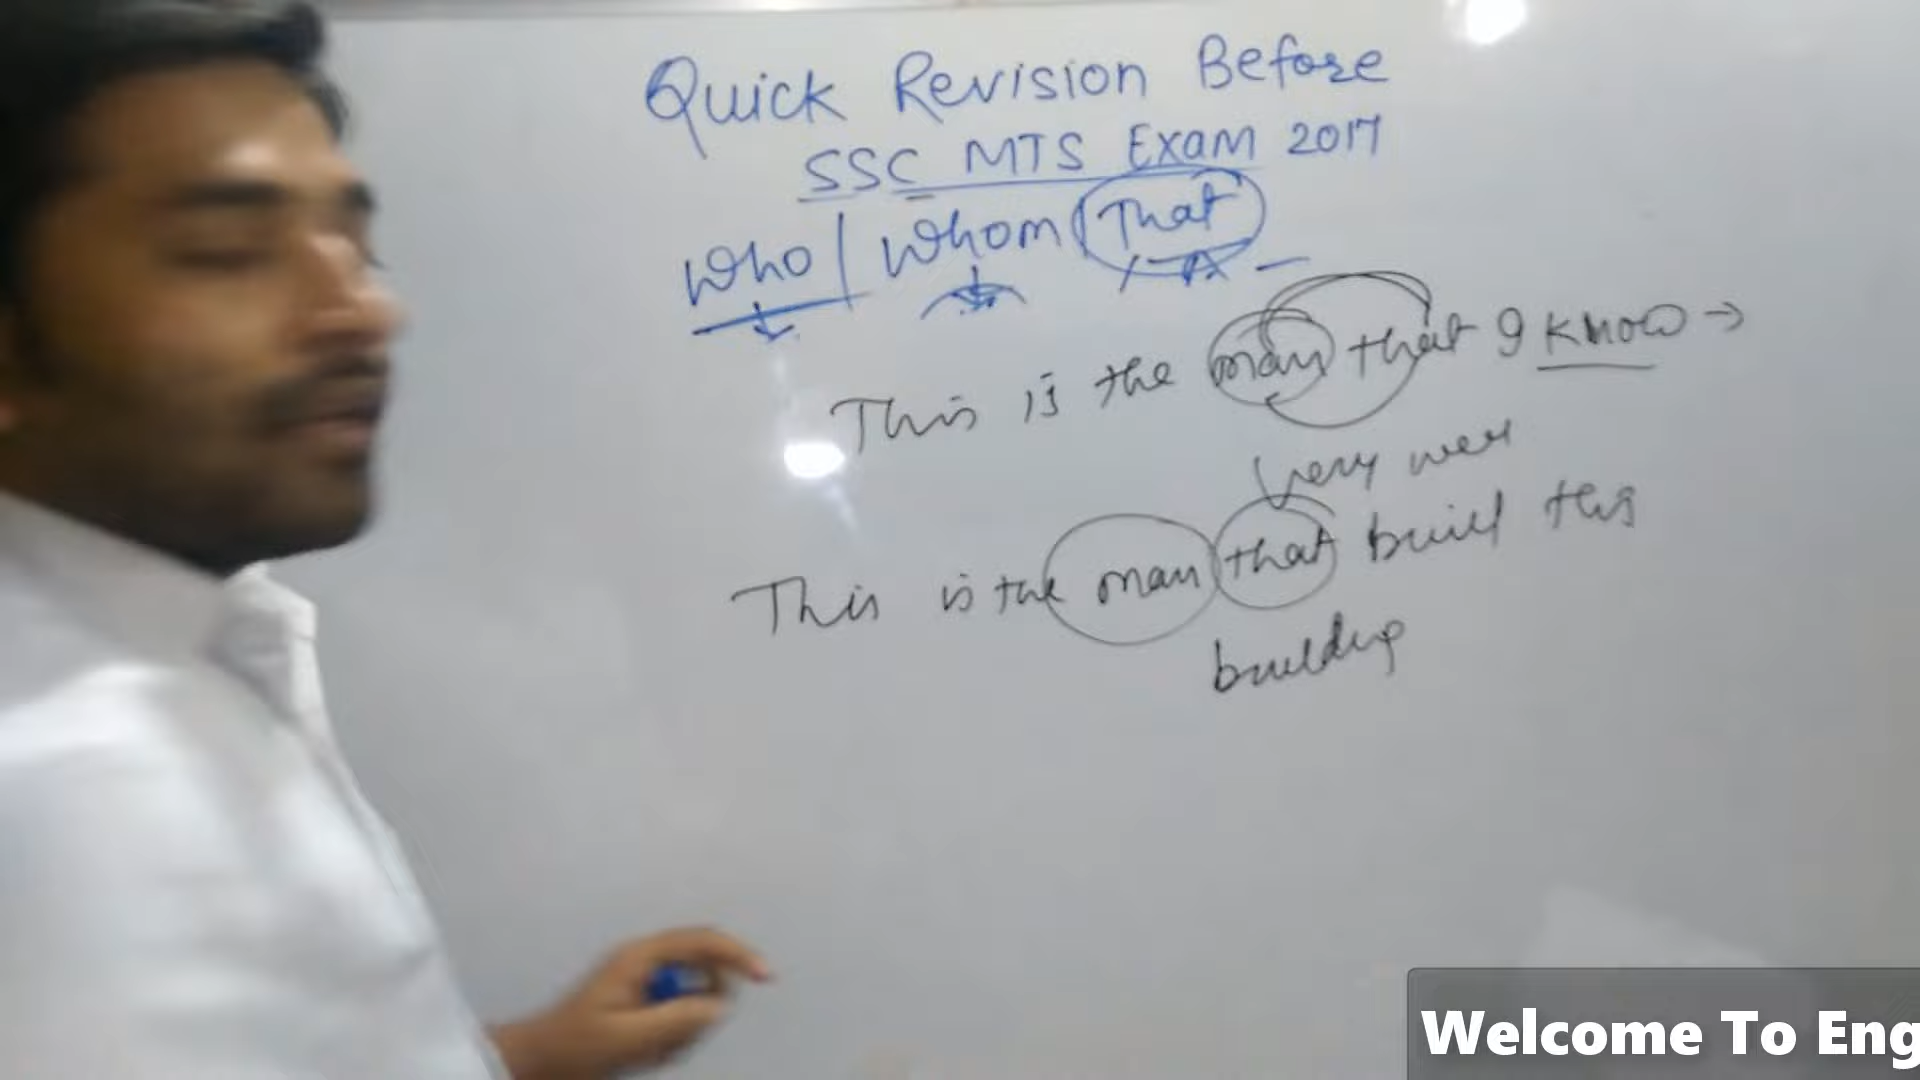 Quick Revision Before
SSC MTS Exam 2017
Who / Whom That
This is the man that I know →
very well
This is the man that built this
building
Welcome To Eng